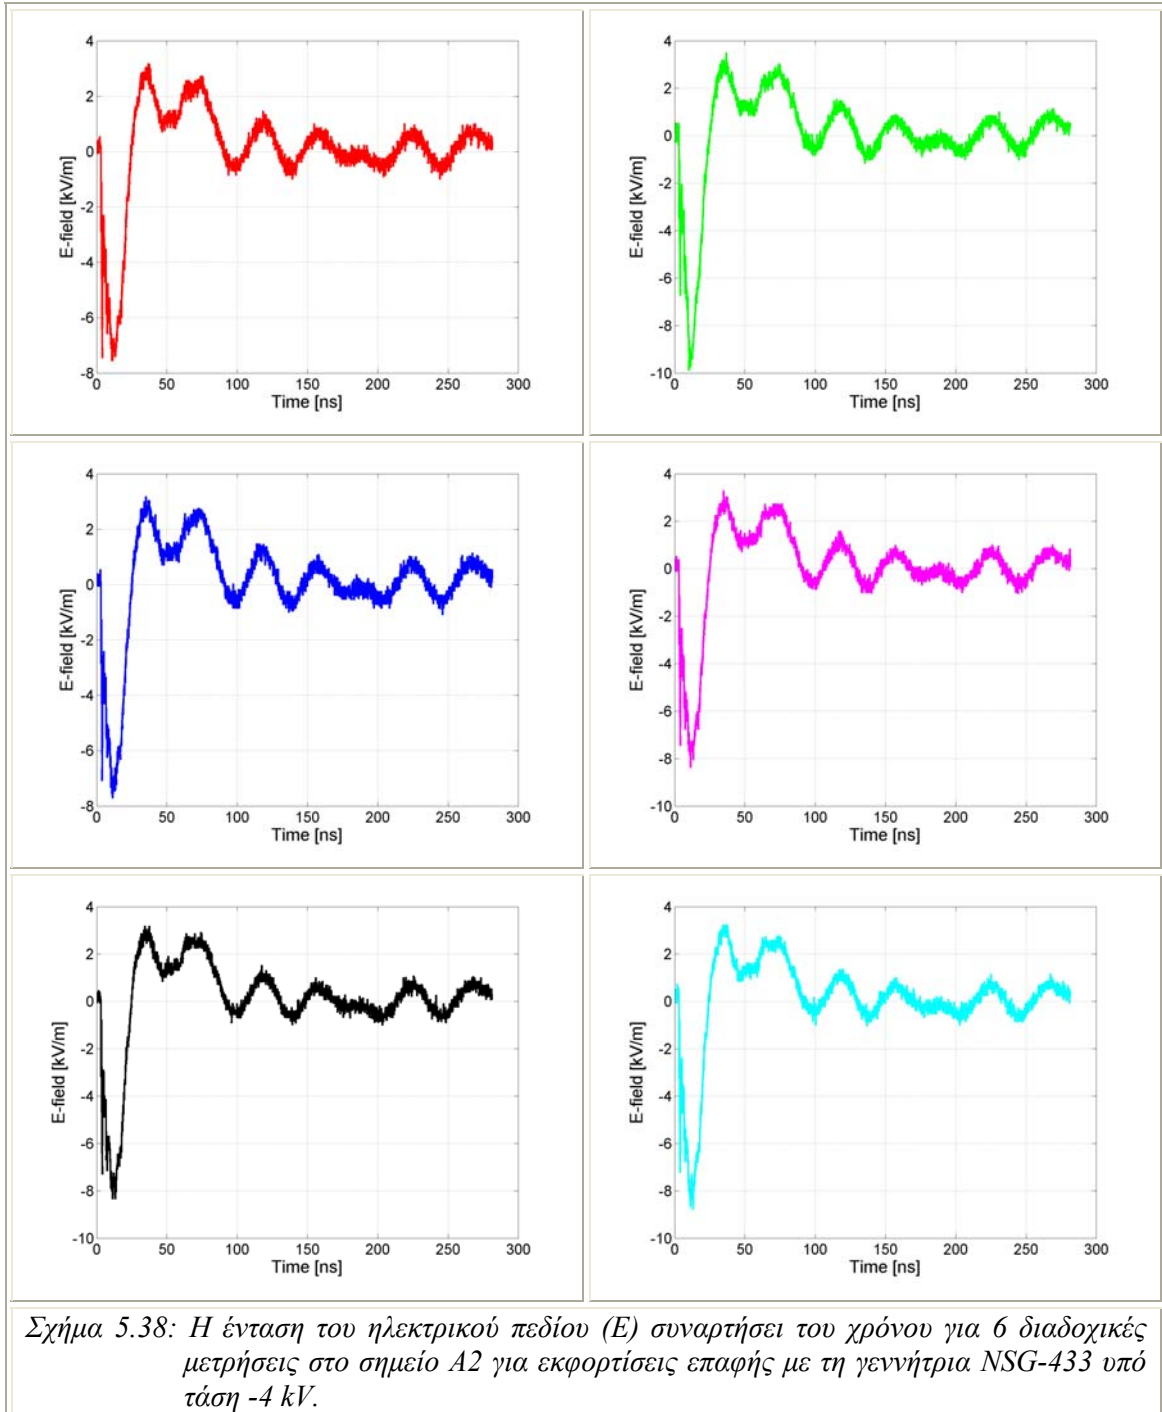 4
2
0
-2
-4
-6
-8
0 50 100 150 200 250 300
Time [ns]
E-field [kV/m]
4
2
0
-2
-4
-6
-8
-10
0 50 100 150 200 250 300
Time [ns]
E-field [kV/m]
4
2
0
-2
-4
-6
-8
0 50 100 150 200 250 300
Time [ns]
E-field [kV/m]
4
2
0
-2
-4
-6
-8
-10
0 50 100 150 200 250 300
Time [ns]
E-field [kV/m]
4
2
0
-2
-4
-6
-8
-10
0 50 100 150 200 250 300
Time [ns]
E-field [kV/m]
4
2
0
-2
-4
-6
-8
-10
0 50 100 150 200 250 300
Time [ns]
E-field [kV/m]
Σχήμα 5.38: Η ένταση του ηλεκτρικού πεδίου (Ε) συναρτήσει του χρόνου για 6 διαδοχικές
μετρήσεις στο σημείο Α2 για εκφορτίσεις επαφής με τη γεννήτρια NSG-433 υπό
τάση -4 kV.